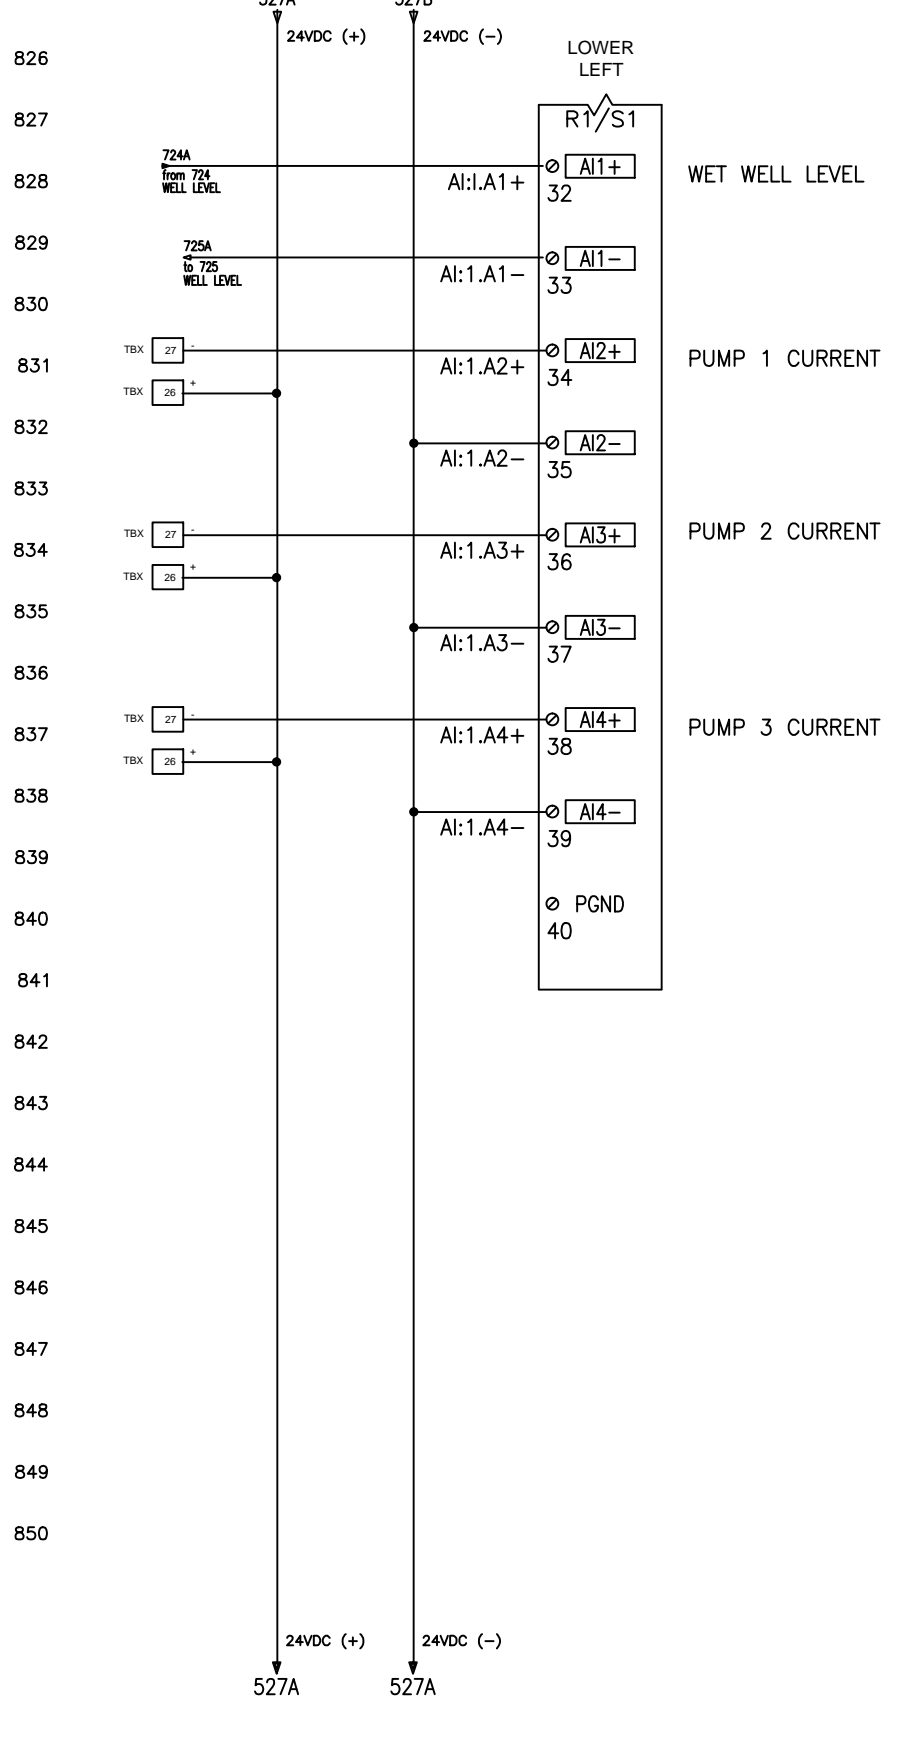 527A 527B
24VDC (+) 24VDC (-)
826
LOWER
LEFT
827
R1/S1
724A
from 724
WELL LEVEL
828
AI:I.A1+
32
AI1+
WET WELL LEVEL
829
725A
to 725
WELL LEVEL
AI:1.A1-
33
AI1-
830
831
TBX 27 -
AI:1.A2+
34
AI2+
PUMP 1 CURRENT
TBX 26 +
832
AI:1.A2-
35
AI2-
833
834
TBX 27 -
AI:1.A3+
36
AI3+
PUMP 2 CURRENT
TBX 26 +
835
AI:1.A3-
37
AI3-
836
837
TBX 27 -
AI:1.A4+
38
AI4+
PUMP 3 CURRENT
TBX 26 +
838
AI:1.A4-
39
AI4-
839
840
PGND
40
841
842
843
844
845
846
847
848
849
850
24VDC (+) 24VDC (-)
527A 527A